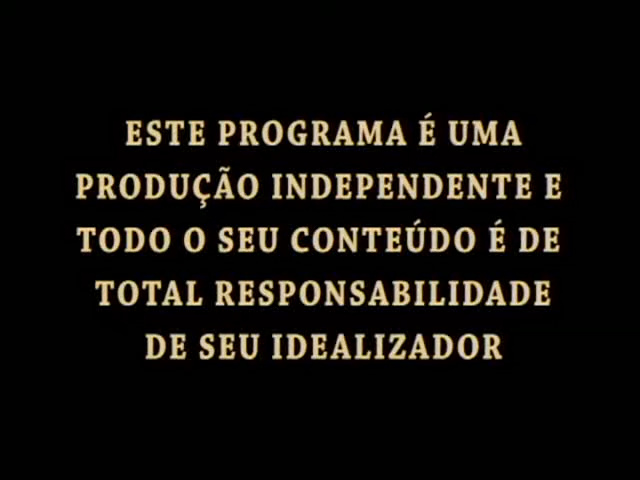 ESTE PROGRAMA É UMA
PRODUÇÃO INDEPENDENTE E
TODO O SEU CONTEÚDO É DE
TOTAL RESPONSABILIDADE
DE SEU IDEALIZADOR